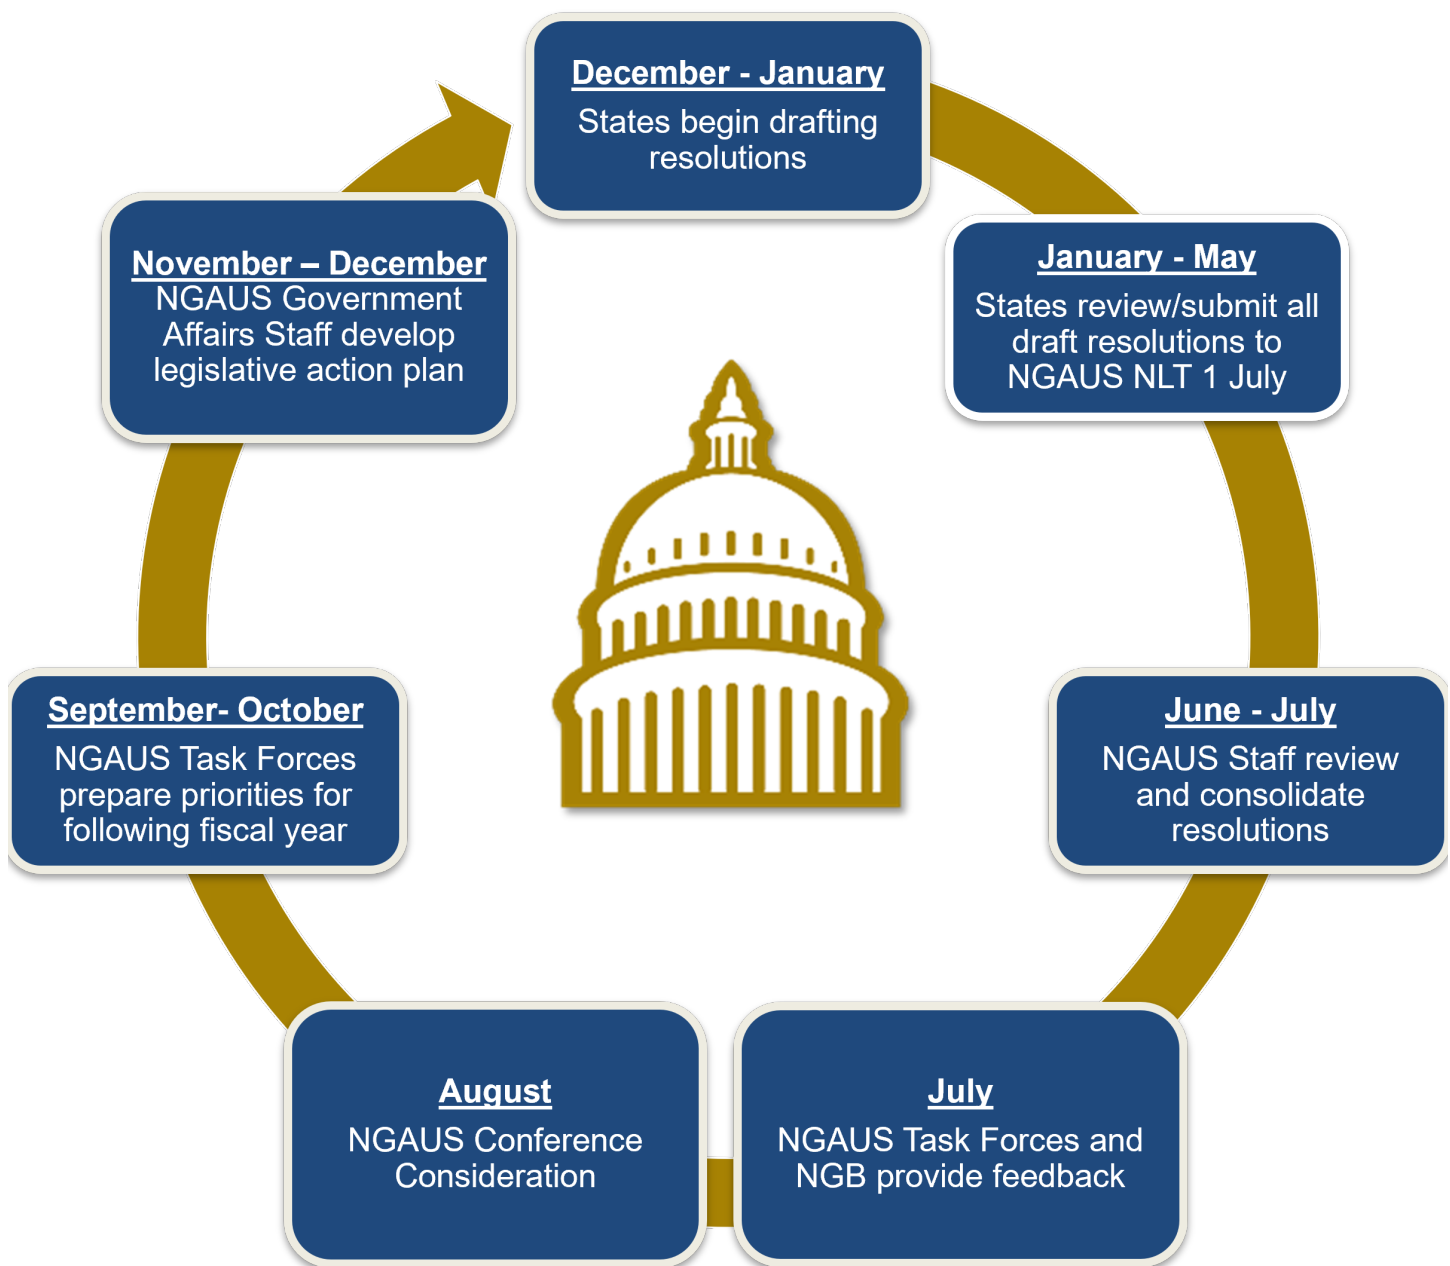 December - January
States begin drafting
resolutions
January - May
States review/submit all
draft resolutions to
NGAUS NLT 1 July
June - July
NGAUS Staff review
and consolidate
resolutions
July
NGAUS Task Forces and
NGB provide feedback
August
NGAUS Conference
Consideration
September- October
NGAUS Task Forces
prepare priorities for
following fiscal year
November – December
NGAUS Government
Affairs Staff develop
legislative action plan